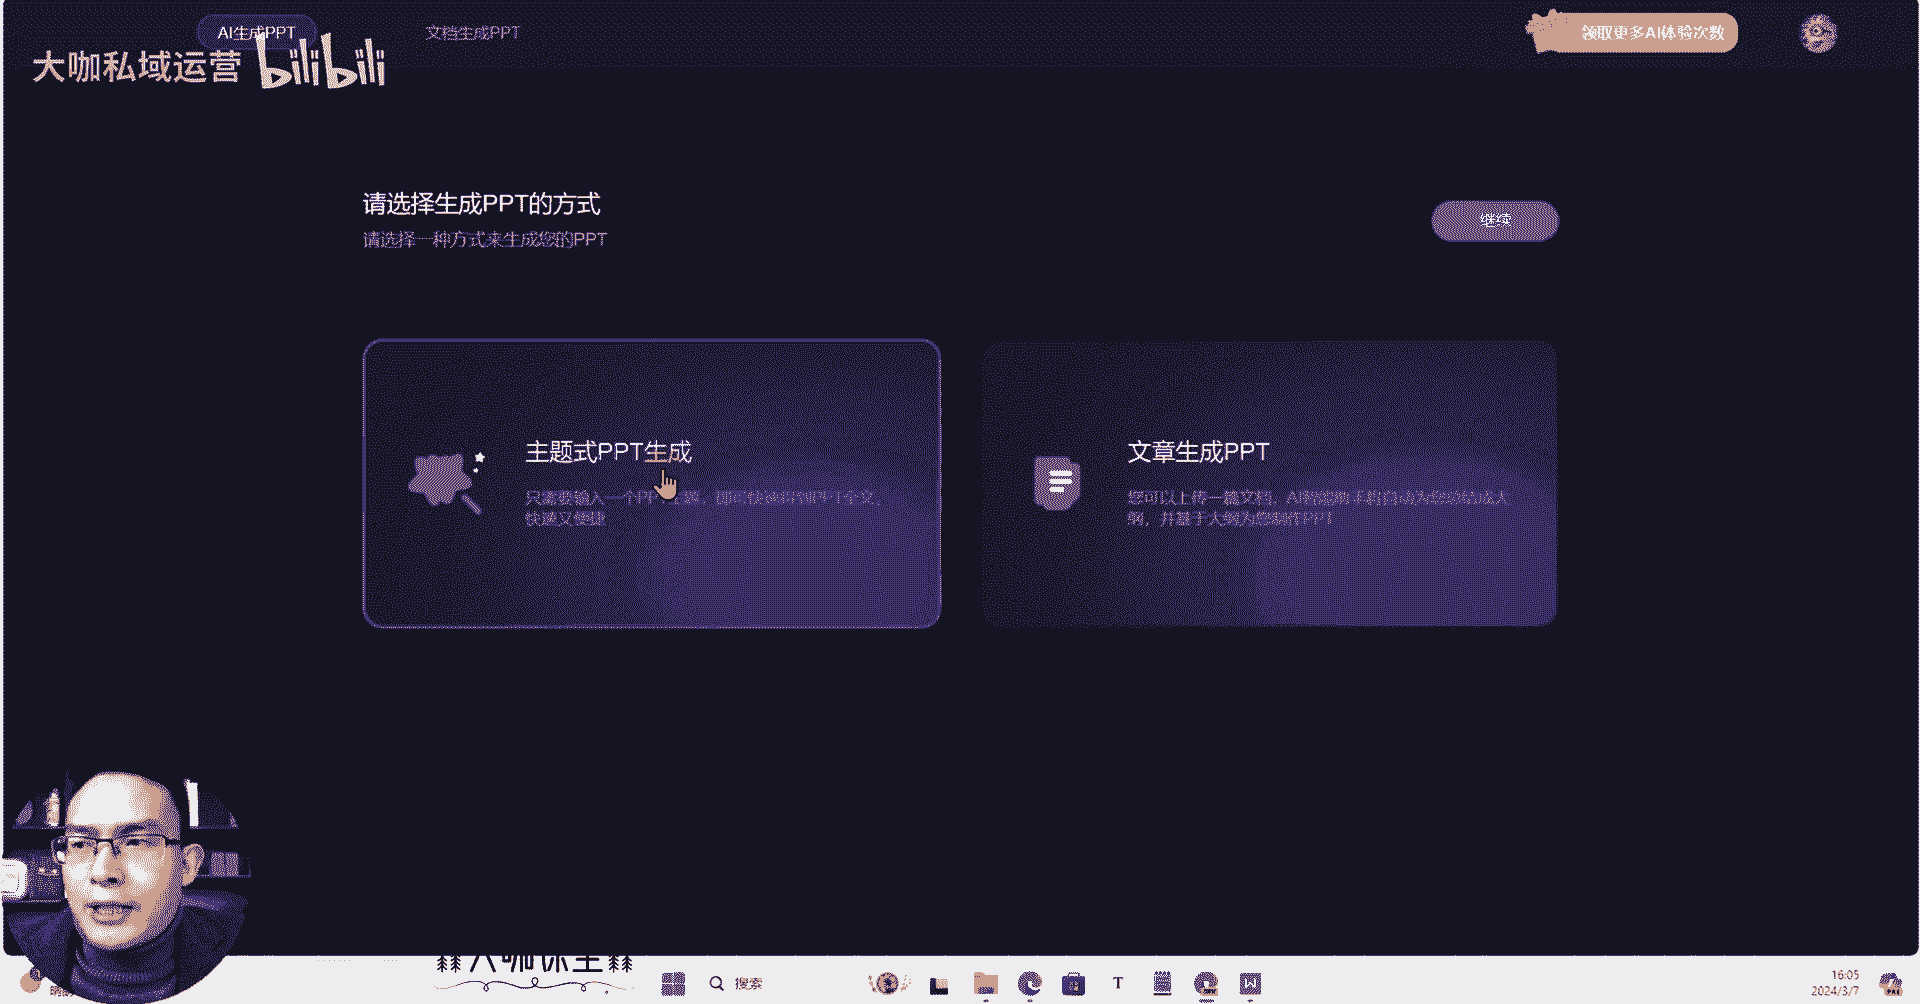 AI生成PPT
文档生成PPT
领取更多AI体验次数
大咖私域运营 bilibili
请选择生成PPT的方式
请选择一种方式来生成您的PPT
继续
主题式PPT生成
只需要输入一个PPT主题，即可快速得到PPT全文，
快速又便捷
文章生成PPT
您可以上传一篇文档，AI智能助手将自动为您总结成大
纲，并基于大纲为您制作PPT
大咖课堂
搜索
16:05
2024/3/7